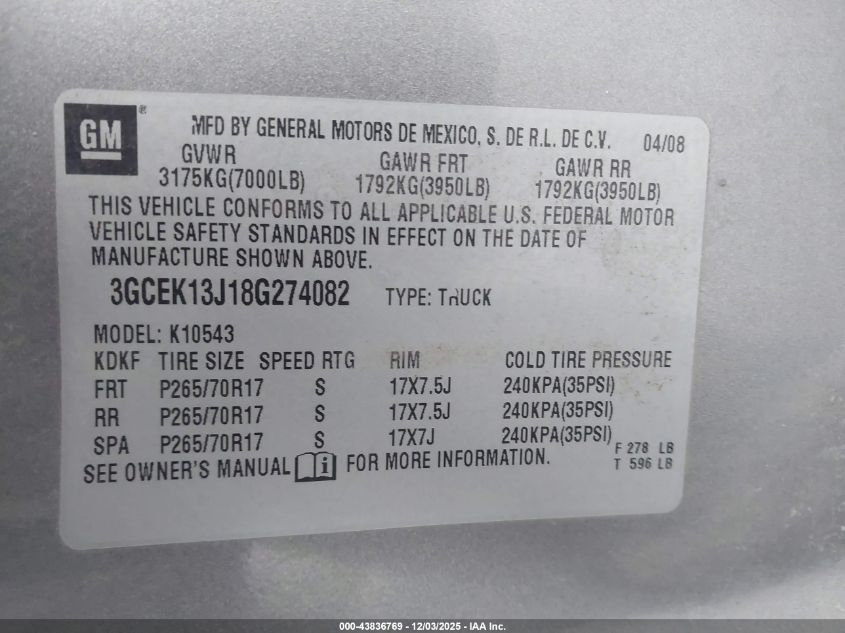 GM ® MFD BY GENERAL MOTORS DE MEXICO, S. DE R.L. DE C.V. 04/08
GVWR GAWR FRT GAWR RR
3175KG(7000LB) 1792KG(3950LB) 1792KG(3950LB)
THIS VEHICLE CONFORMS TO ALL APPLICABLE U.S. FEDERAL MOTOR
VEHICLE SAFETY STANDARDS IN EFFECT ON THE DATE OF
MANUFACTURE SHOWN ABOVE.
3GCEK13J18G274082 TYPE: TRUCK
MODEL: K10543
KDKF TIRE SIZE SPEED RTG RIM COLD TIRE PRESSURE
FRT P265/70R17 S 17X7.5J 240KPA(35PSI)
RR P265/70R17 S 17X7.5J 240KPA(35PSI)
SPA P265/70R17 S 17X7J 240KPA(35PSI)
F 278 LB
SEE OWNER'S MANUAL i FOR MORE INFORMATION. T 596 LB
000-43836769 - 12/03/2025 - IAA Inc.